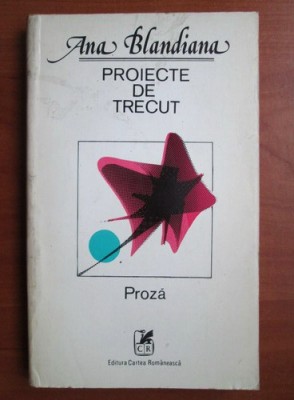 Ana Blandiana
PROIECTE
DE
TRECUT
Proză
CR
Editura Cartea Românească